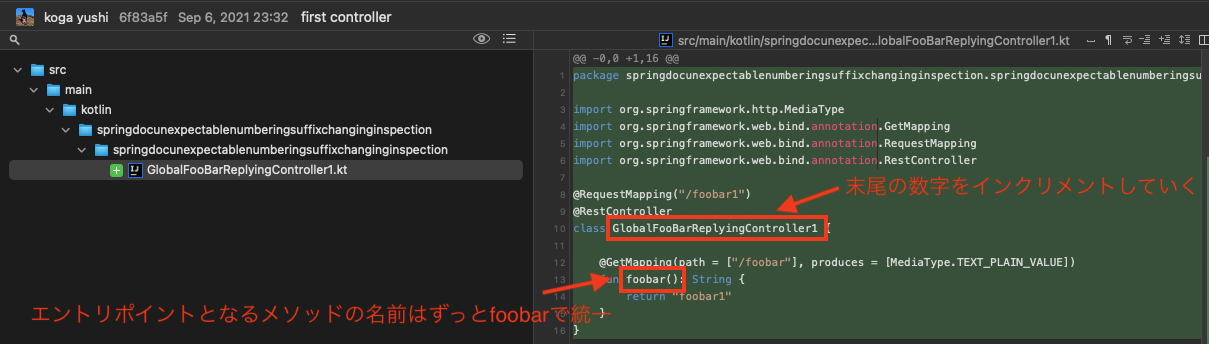 koga yushi 6f83a5f Sep 6, 2021 23:32 first controller
src/main/kotlin/springdocunexpec...lobalFooBarReplyingController1.kt
src
main
kotlin
springdocunexpectablenumberingsuffixchanginginspection
springdocunexpectablenumberingsuffixchanginginspection
GlobalFooBarReplyingController1.kt
@@ -0,0 +1,16 @@
1 package springdocunexpectablenumberingsuffixchanginginspection.springdocunexpectablenumberingsu
2
3 import org.springframework.http.MediaType
4 import org.springframework.web.bind.annotation.GetMapping
5 import org.springframework.web.bind.annotation.RequestMapping
6 import org.springframework.web.bind.annotation.RestController
7
末尾の数字をインクリメントしていく
8 @RequestMapping("/foobar1")
9 @RestController
10 class GlobalFooBarReplyingController1 {
11
12 @GetMapping(path = ["/foobar"], produces = [MediaType.TEXT_PLAIN_VALUE])
13 fun foobar(): String {
14 return "foobar1"
エントリポイントとなるメソッドの名前はずっとfoobarで統一
15 }
16 }